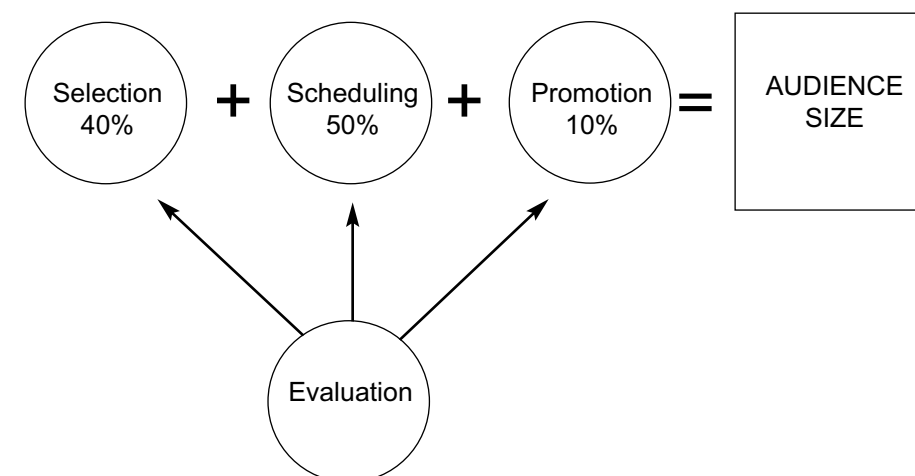 Selection
40%
+
Scheduling
50%
+
Promotion
10%
=
AUDIENCE
SIZE
Evaluation